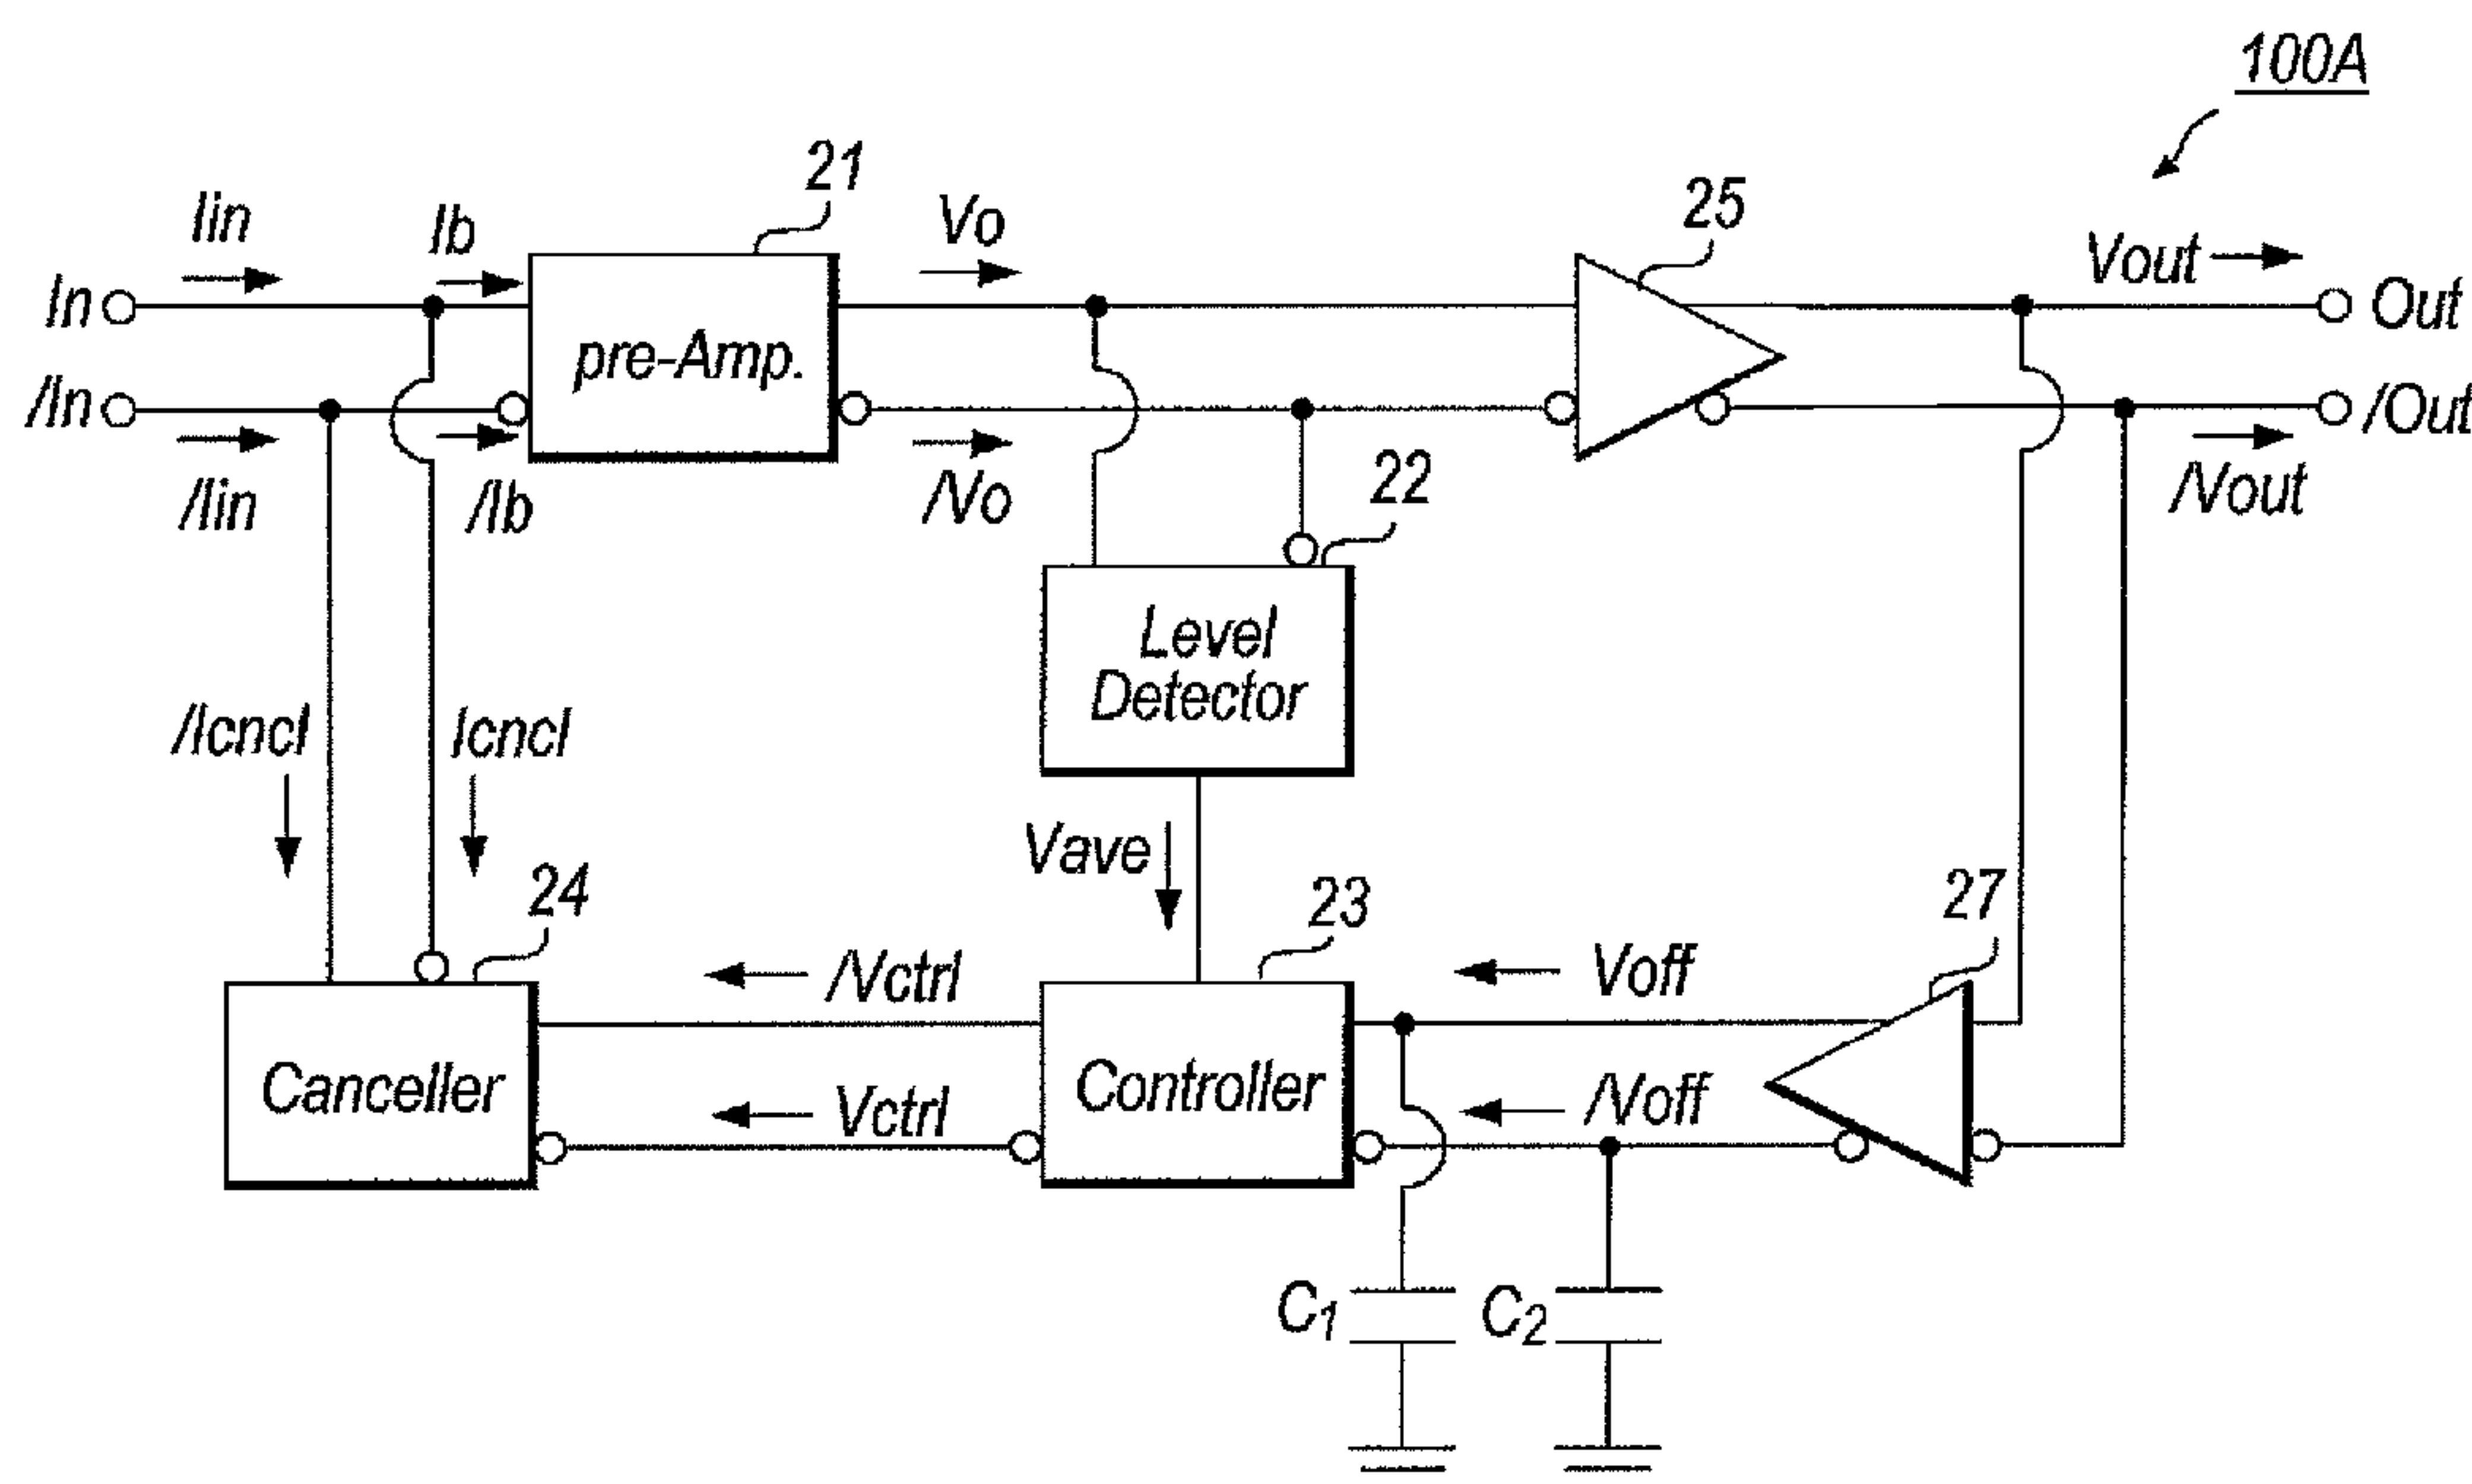 100A
21
25
Iin
Ib
Vo
Vout
In
pre-Amp.
Out
/In
/Out
/Iin
/Ib
/Vo
22
/Vout
Level
Detector
/Icncl
Icncl
Vave
24
23
27
/Vctrl
Voff
Canceller
Vctrl
Controller
/Voff
C1
C2